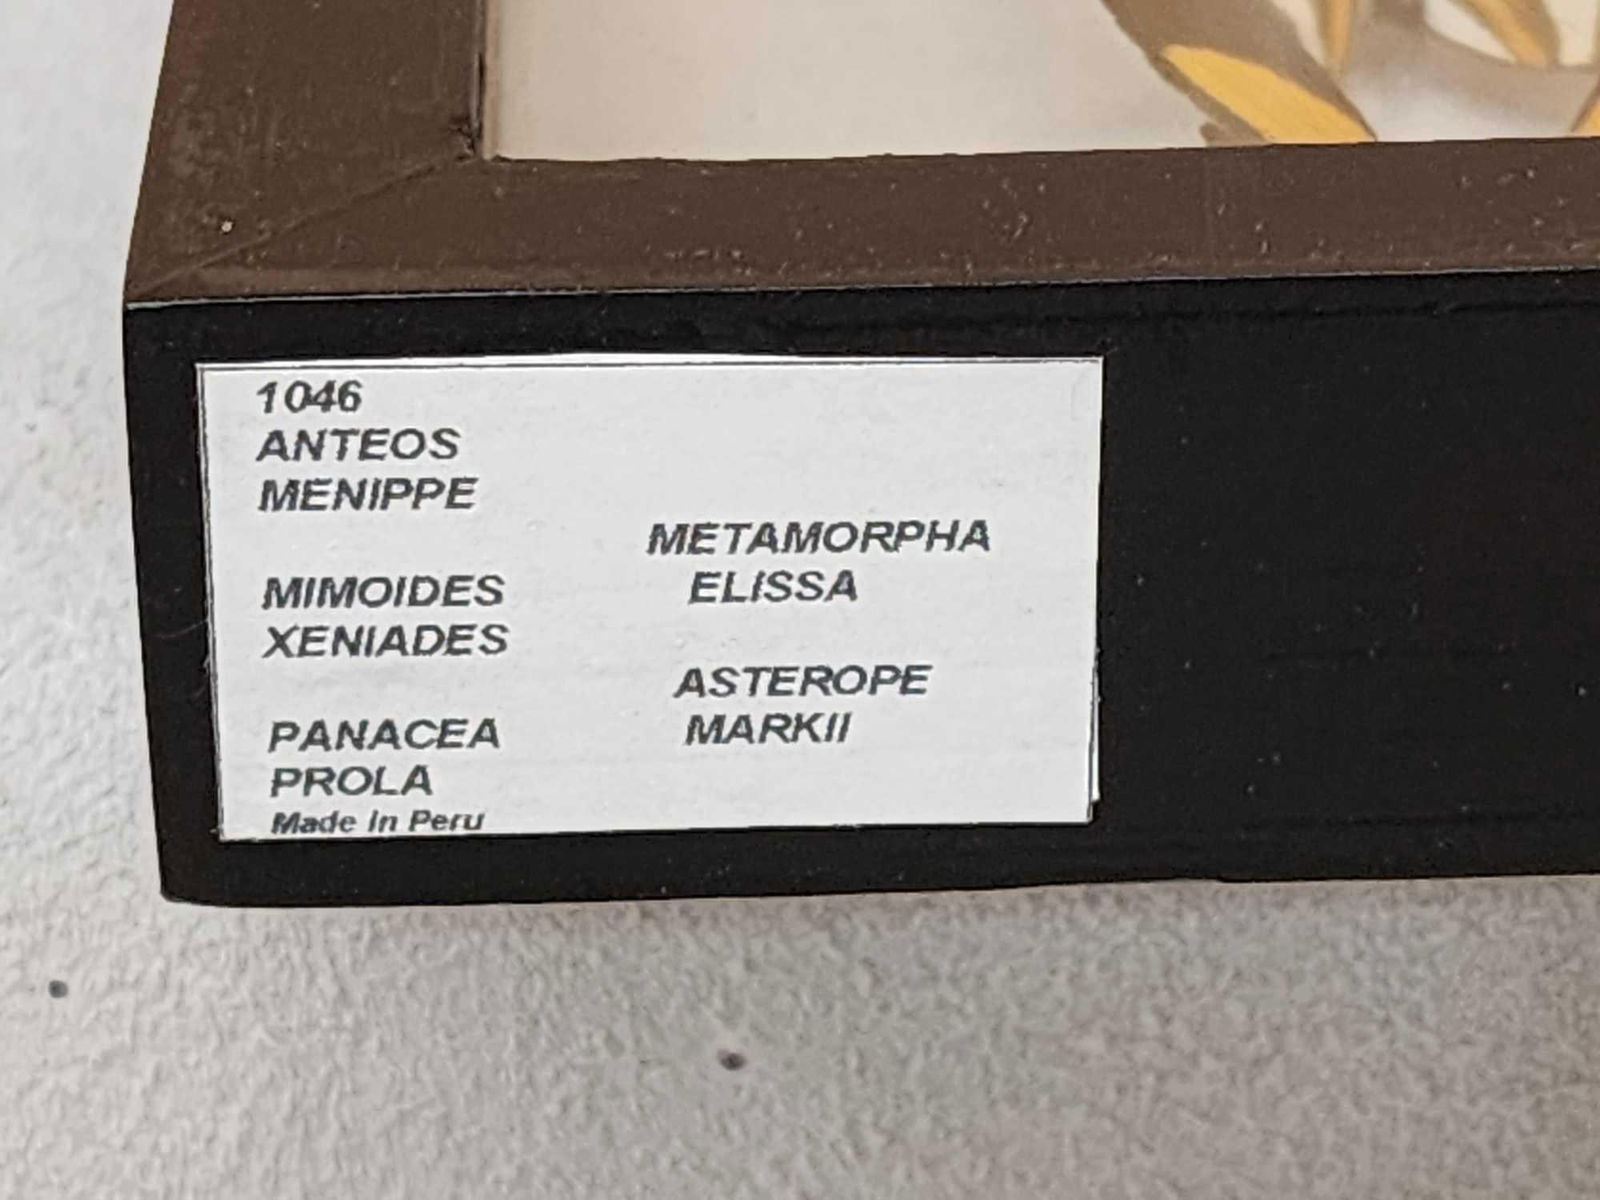 1046
ANTEOS
MENIPPE
MIMOIDES
XENIADES
PANACEA
PROLA
Made In Peru
METAMORPHA
ELISSA
ASTEROPE
MARKII